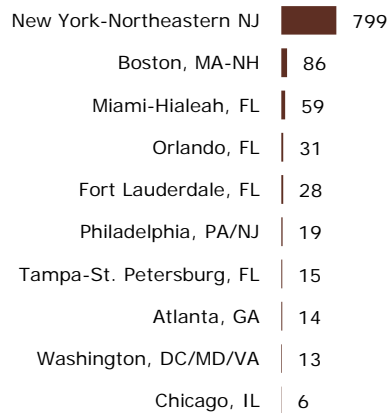 New York-Northeastern NJ 799
Boston, MA-NH 86
Miami-Hialeah, FL 59
Orlando, FL 31
Fort Lauderdale, FL 28
Philadelphia, PA/NJ 19
Tampa-St. Petersburg, FL 15
Atlanta, GA 14
Washington, DC/MD/VA 13
Chicago, IL 6